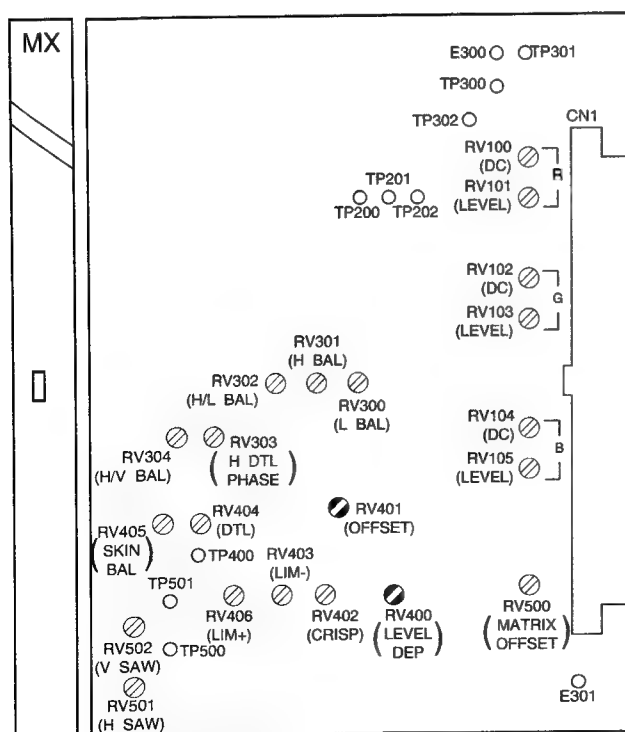 MX
E300
TP301
TP300
TP302
CN1
RV100
(DC)
R
RV101
(LEVEL)
TP201
TP200
TP202
RV102
(DC)
G
RV103
(LEVEL)
RV301
(H BAL)
RV302
(H/L BAL)
RV300
(L BAL)
RV104
(DC)
B
RV105
(LEVEL)
RV304
(H/V BAL)
RV303
(H DTL
PHASE)
RV401
(OFFSET)
RV405
(SKIN
BAL)
RV404
(DTL)
TP400
RV403
(LIM-)
TP501
RV406
(LIM+)
RV402
(CRISP)
RV400
(LEVEL
DEP)
RV500
(MATRIX
OFFSET)
RV502
(V SAW)
TP500
RV501
(H SAW)
E301